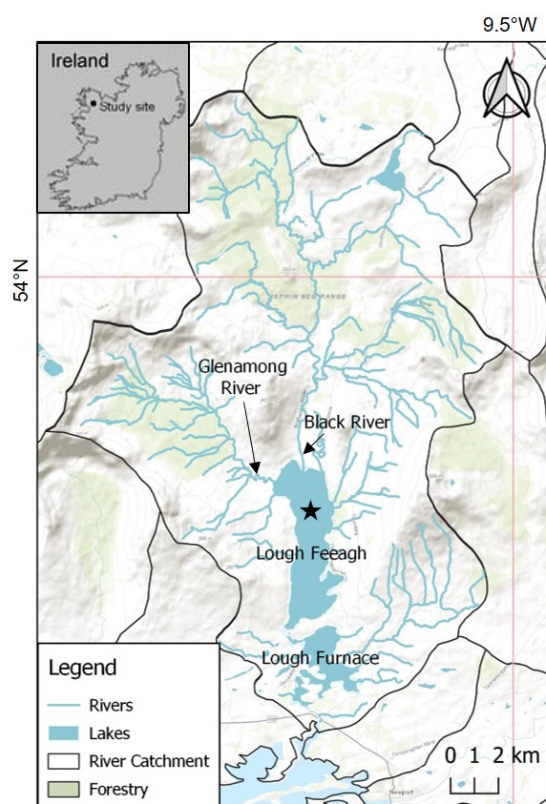 9.5°W
Ireland
Study site
54°N
NEPHIN BEG RANGE
Glenamong
River
Black River
Lough Feeagh
Lough Furnace
Newport
Legend
Rivers
Lakes
River Catchment
Forestry
0 1 2 km